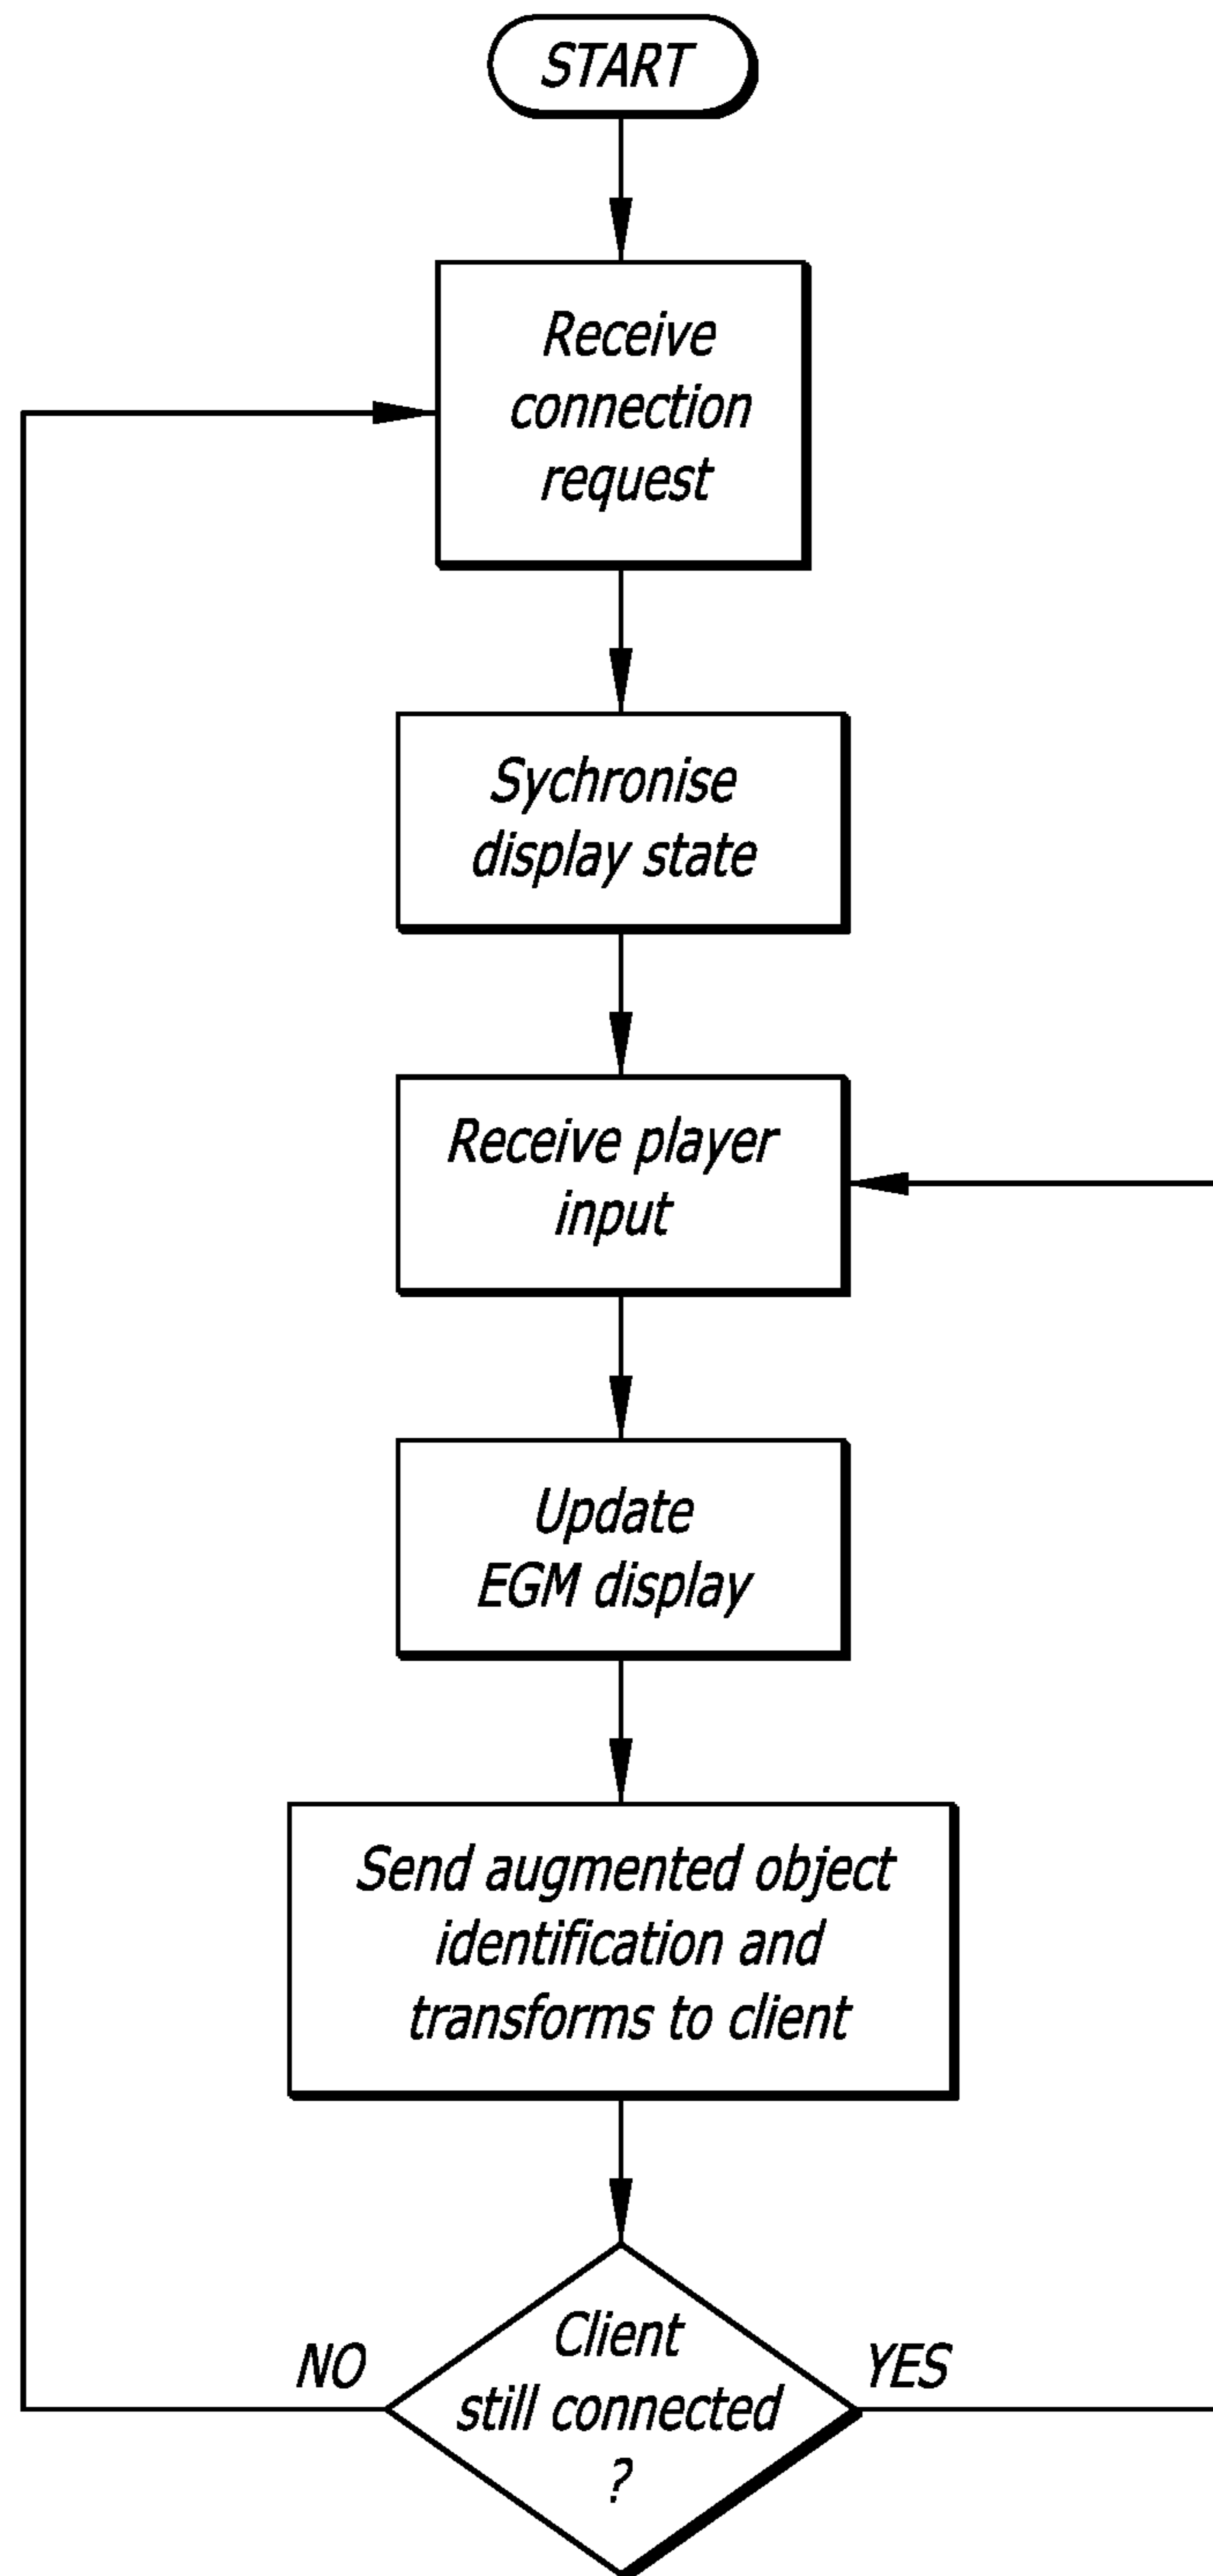 START
Receive
connection
request
Sychronise
display state
Receive player
input
Update
EGM display
Send augmented object
identification and
transforms to client
Client
still connected
?
NO
YES